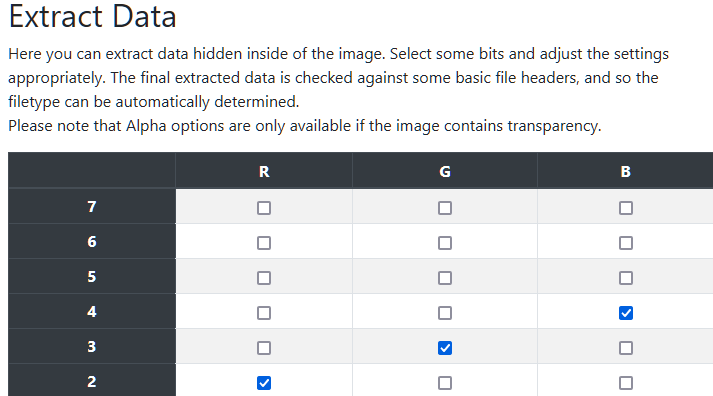 Extract Data
Here you can extract data hidden inside of the image. Select some bits and adjust the settings
appropriately. The final extracted data is checked against some basic file headers, and so the
filetype can be automatically determined.
Please note that Alpha options are only available if the image contains transparency.
R G B
7
6
5
4
3
2